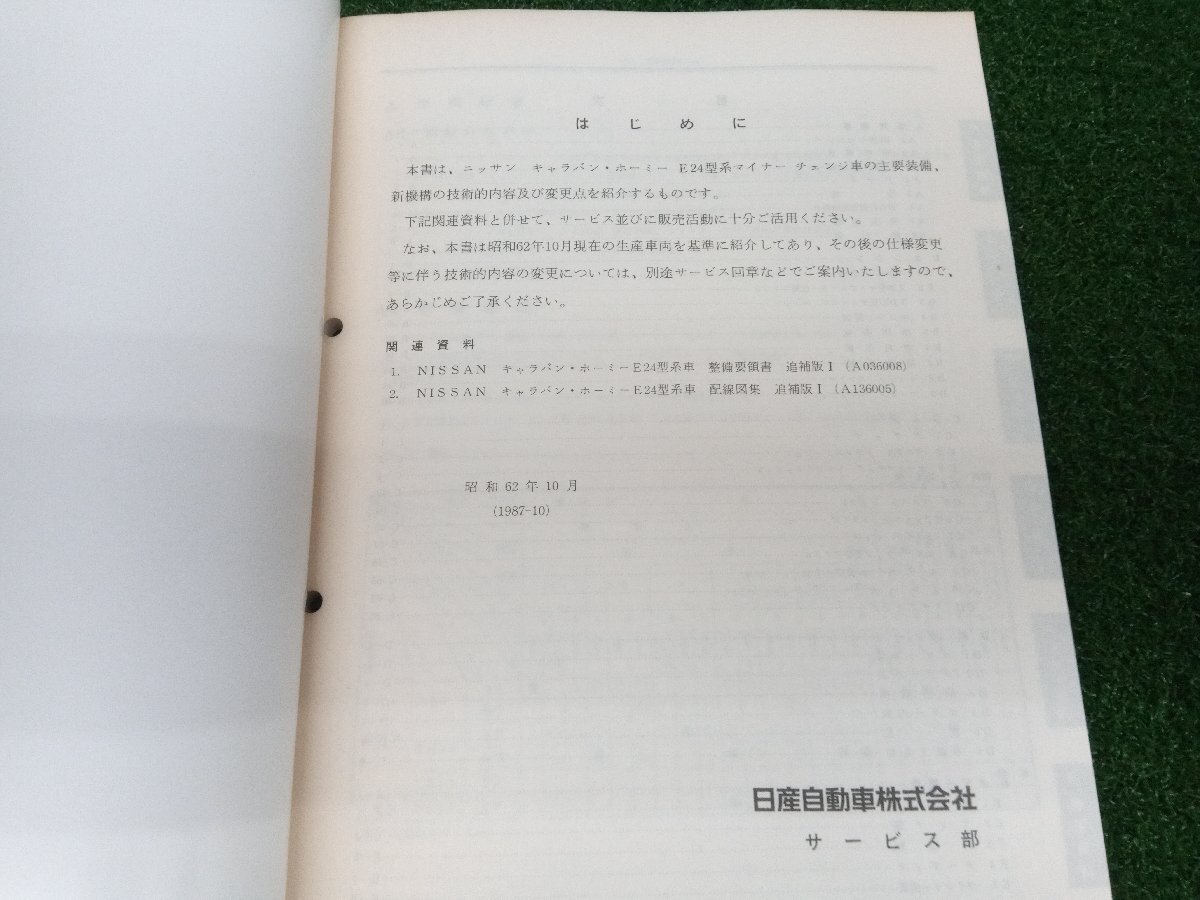 はじめに
本書は、ニッサン キャラバン・ホーミー E24型系マイナー チェンジ車の主要装備、
新機構の技術的内容及び変更点を紹介するものです。
下記関連資料と併せて、サービス並びに販売活動に十分ご活用ください。
なお、本書は昭和62年10月現在の生産車両を基準に紹介してあり、その後の仕様変更
等に伴う技術的内容の変更については、別途サービス回章などでご案内いたしますので、
あらかじめご了承ください。
関連資料
1. NISSAN キャラバン・ホーミーE24型系車 整備要領書 追補版Ⅰ (A036008)
2. NISSAN キャラバン・ホーミーE24型系車 配線図集 追補版Ⅰ (A136005)
昭和62年10月
(1987-10)
日産自動車株式会社
サービス部